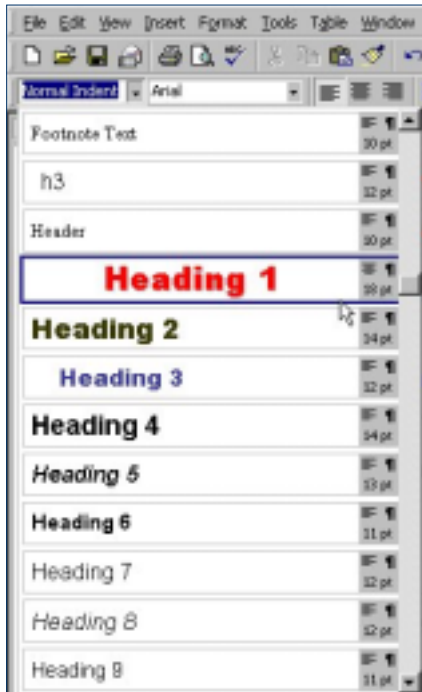 File Edit View Insert Format Tools Table Window
Normal Indent Arial
Footnote Text
10 pt
h3
12 pt
Header
10 pt
Heading 1
18 pt
Heading 2
14 pt
Heading 3
12 pt
Heading 4
14 pt
Heading 5
13 pt
Heading 6
11 pt
Heading 7
12 pt
Heading 8
12 pt
Heading 9
11 pt